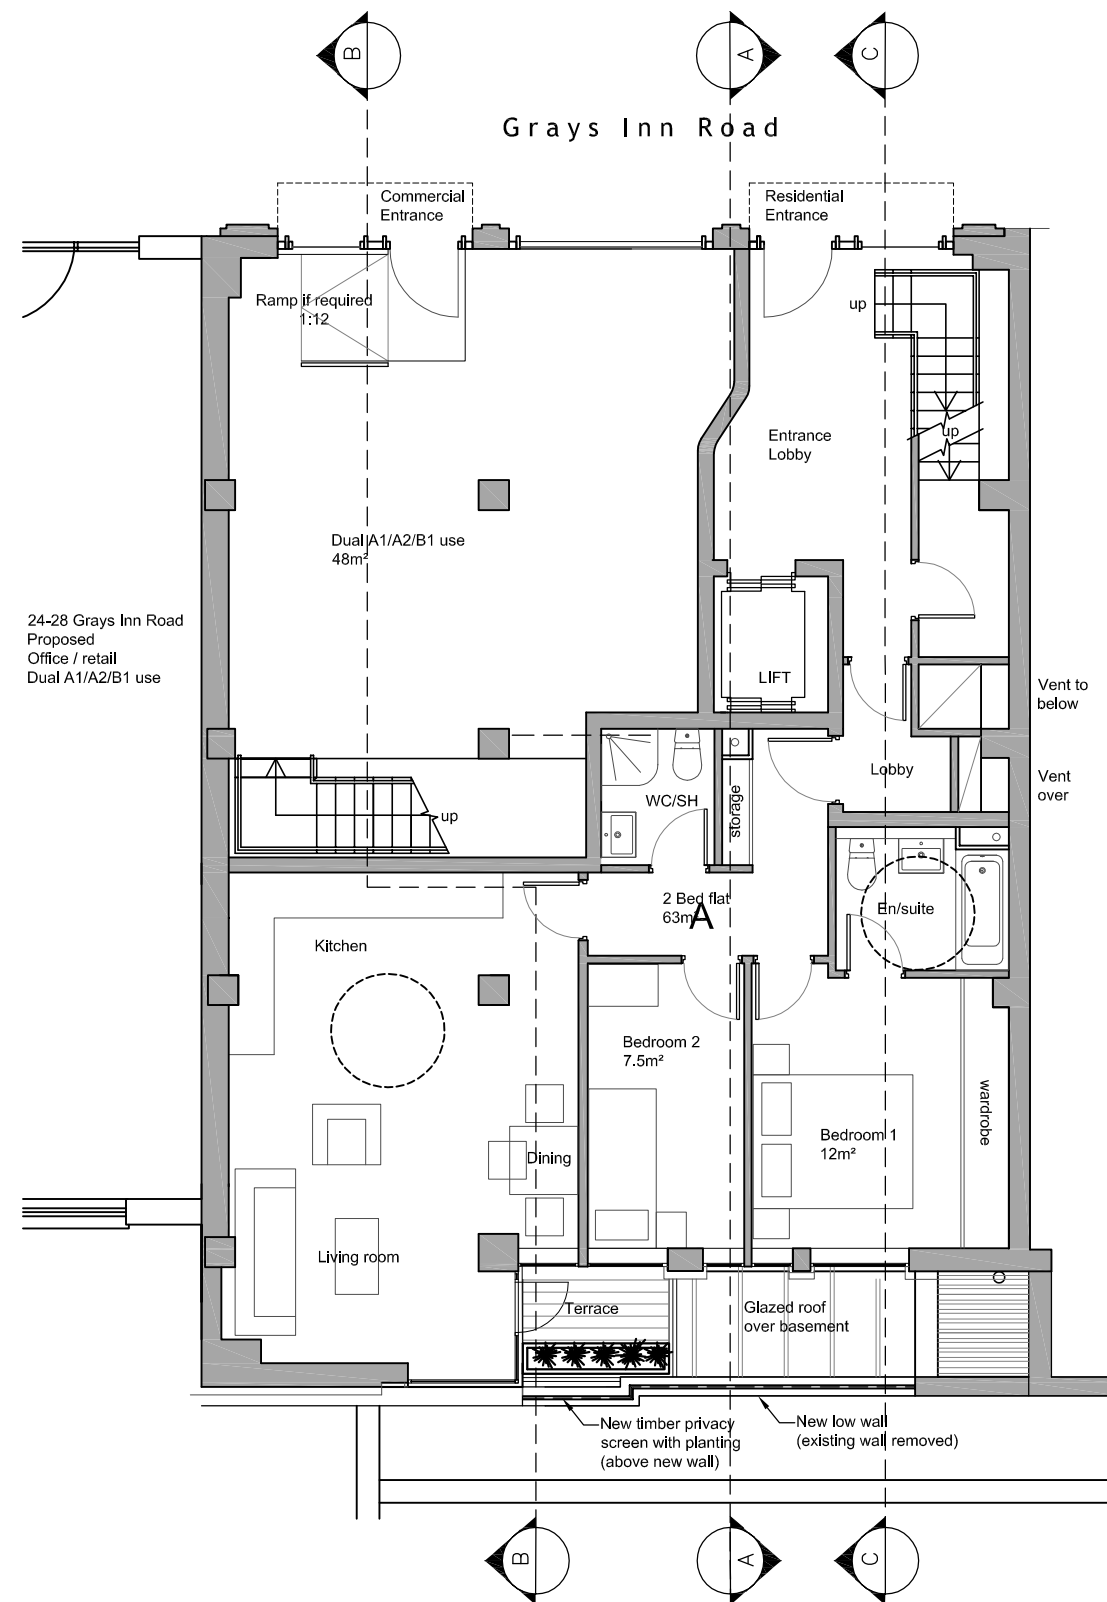 B
A
C
Grays Inn Road
Commercial
Entrance
Residential
Entrance
Ramp if required
1:12
up
up
Entrance
Lobby
Dual A1/A2/B1 use
48m²
24-28 Grays Inn Road
Proposed
Office / retail
Dual A1/A2/B1 use
LIFT
Vent to
below
Lobby
Vent
over
WC/SH
storage
up
2 Bed flat
63m²
A
En/suite
Kitchen
Bedroom 2
7.5m²
wardrobe
Bedroom 1
12m²
Dining
Living room
Terrace
Glazed roof
over basement
New timber privacy
screen with planting
(above new wall)
New low wall
(existing wall removed)
B
A
C